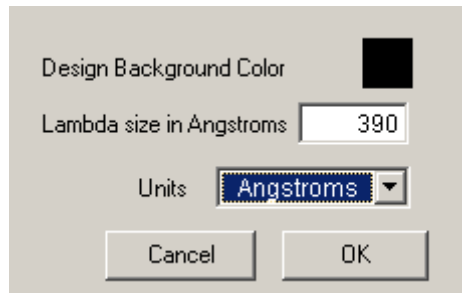 Design Background Color
Lambda size in Angstroms 390
Units Angstroms
Cancel OK